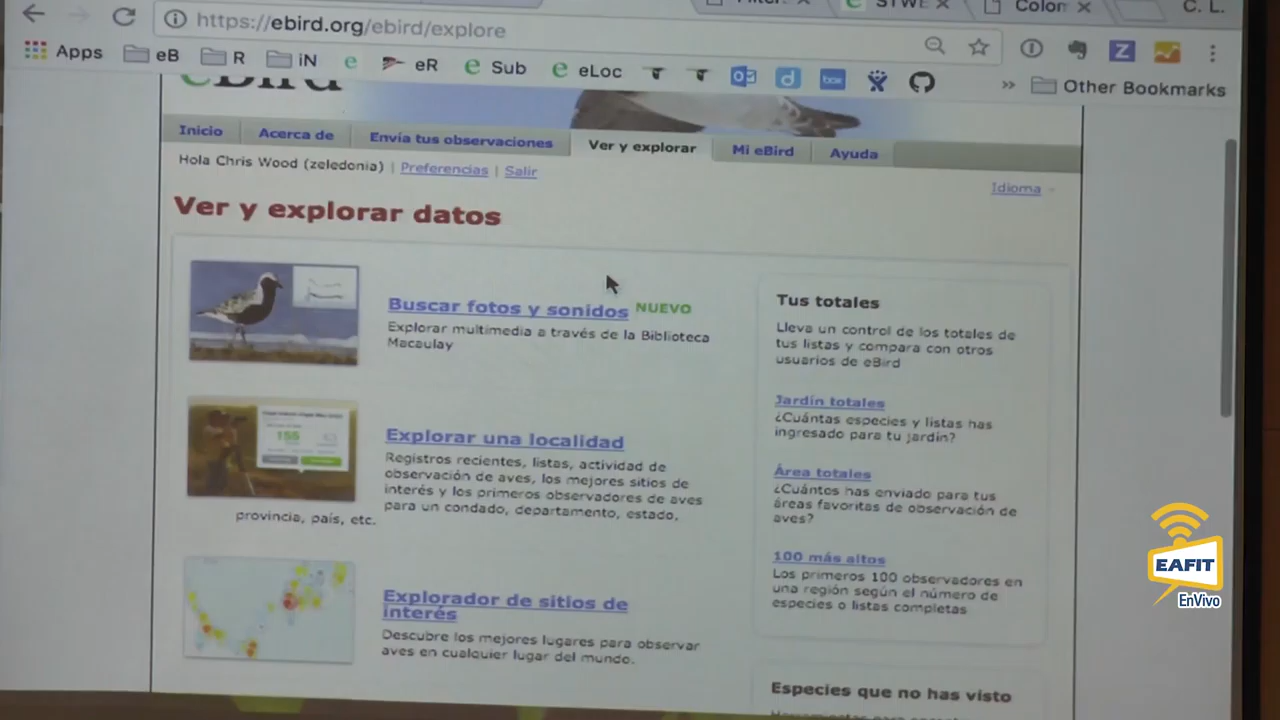 STWE
Color
C. L.
https://ebird.org/ebird/explore
Apps eB R iN eR Sub eLoc Other Bookmarks
eBird
Inicio Acerca de Envía tus observaciones Ver y explorar Mi eBird Ayuda
Hola Chris Wood (zeledonia) | Preferencias | Salir
Idioma
Ver y explorar datos
Buscar fotos y sonidos NUEVO
Explorar multimedia a través de la Biblioteca
Macaulay
155
Explorar una localidad
Registros recientes, listas, actividad de
observación de aves, los mejores sitios de
interés y los primeros observadores de aves
para un condado, departamento, estado,
provincia, país, etc.
Explorador de sitios de
interés
Descubre los mejores lugares para observar
aves en cualquier lugar del mundo.
Tus totales
Lleva un control de los totales de
tus listas y compara con otros
usuarios de eBird
Jardín totales
¿Cuántas especies y listas has
ingresado para tu jardín?
Área totales
¿Cuántos has enviado para tus
áreas favoritas de observación de
aves?
100 más altos
Los primeros 100 observadores en
una región según el número de
especies o listas completas
Especies que no has visto
EAFIT
EnVivo